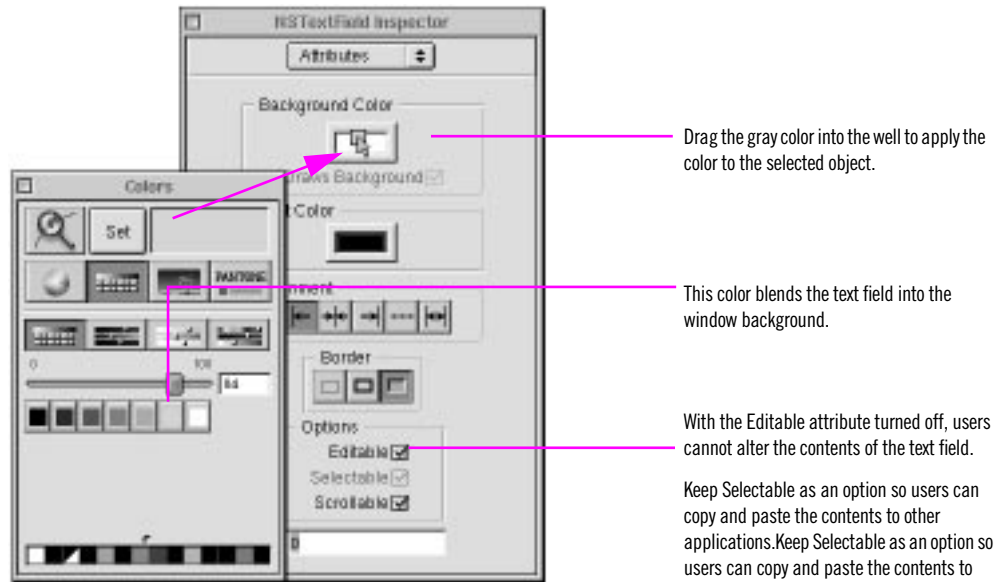 NSTextField Inspector
Attributes
Background Color
Draws Background
Drag the gray color into the well to apply the
color to the selected object.
Colors
Set
Color
PANTONE
This color blends the text field into the
window background.
0
100
84
Border
Options
Editable
Selectable
Scrollable
0
With the Editable attribute turned off, users
cannot alter the contents of the text field.
Keep Selectable as an option so users can
copy and paste the contents to other
applications.Keep Selectable as an option so
users can copy and paste the contents to